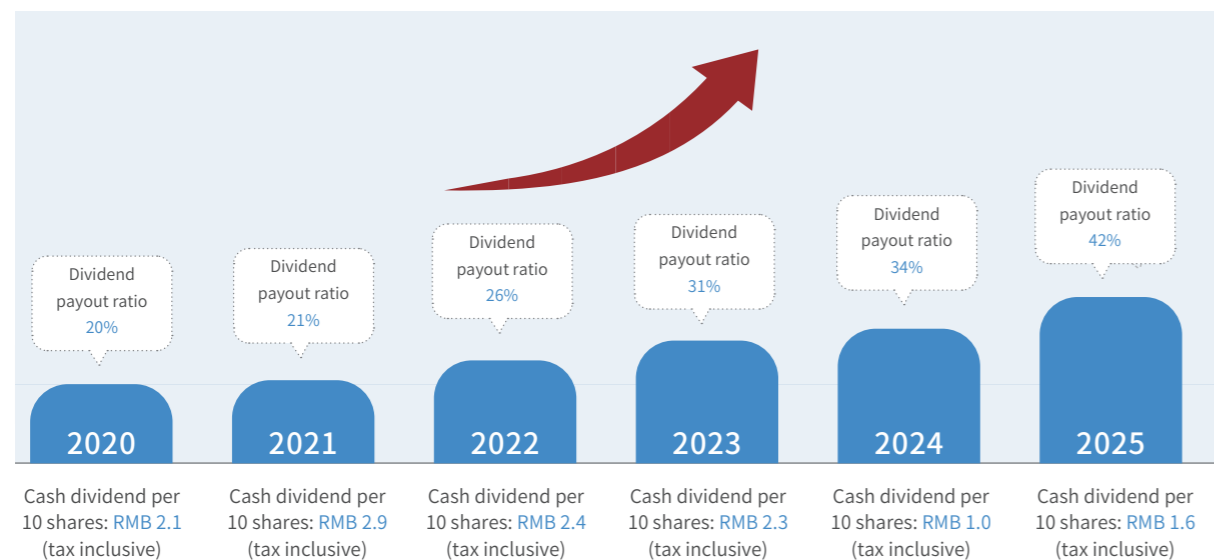 Dividend
payout ratio
20%
Dividend
payout ratio
21%
Dividend
payout ratio
26%
Dividend
payout ratio
31%
Dividend
payout ratio
34%
Dividend
payout ratio
42%
2020
2021
2022
2023
2024
2025
Cash dividend per
10 shares: RMB 2.1
(tax inclusive)
Cash dividend per
10 shares: RMB 2.9
(tax inclusive)
Cash dividend per
10 shares: RMB 2.4
(tax inclusive)
Cash dividend per
10 shares: RMB 2.3
(tax inclusive)
Cash dividend per
10 shares: RMB 1.0
(tax inclusive)
Cash dividend per
10 shares: RMB 1.6
(tax inclusive)